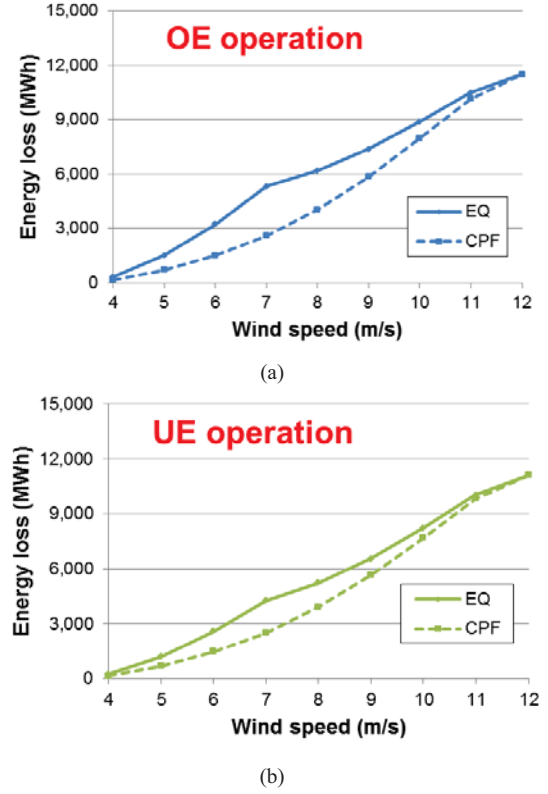 (a)
OE operation
Energy loss (MWh)
15,000
12,000
9,000
6,000
3,000
0
EQ
CPF
4 5 6 7 8 9 10 11 12
Wind speed (m/s)
(a)
UE operation
Energy loss (MWh)
15,000
12,000
9,000
6,000
3,000
0
EQ
CPF
4 5 6 7 8 9 10 11 12
Wind speed (m/s)
(b)